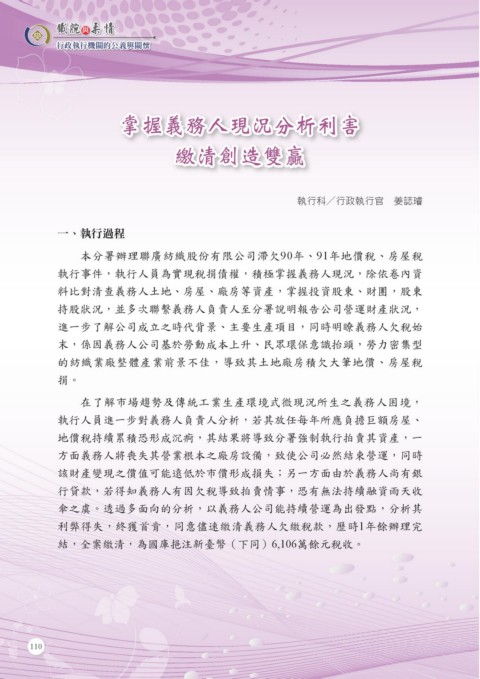 鐵腕與柔情
行政執行機關的公義與關懷
掌握義務人現況分析利害
繳清創造雙贏
執行科／行政執行官 姜誌瓊
一、執行過程
本分署辦理聯廣紡織股份有限公司滯欠90年、91年地價稅、房屋稅
執行事件，執行人員為實現稅捐債權，積極掌握義務人現況，除依卷內資
料比對清查義務人土地、房屋、廠房等資產，掌握投資股東、財團，股東
持股狀況，並多次聯繫義務人負責人至分署說明報告公司營運財產狀況，
進一步了解公司成立之時代背景、主要生產項目，同時明瞭義務人欠稅始
末，係因義務人公司基於勞動成本上升、民眾環保意識抬頭，勞力密集型
的紡織業廠整體產業前景不佳，導致其土地廠房積欠大筆地價、房屋稅
捐。
在了解市場趨勢及傳統工業生產環境式微現況所生之義務人困境，
執行人員進一步對義務人負責人分析，若其放任每年所應負擔巨額房屋、
地價稅持續累積恐形成沉痾，其結果將導致分署強制執行拍賣其資產，一
方面義務人將喪失其營業根本之廠房設備，致使公司必然結束營運，同時
該財產變現之價值可能遠低於市價形成損失；另一方面由於義務人尚有銀
行貸款，若得知義務人有因欠稅導致拍賣情事，恐有無法持續融資雨天收
傘之虞。透過多面向的分析，以義務人公司能持續營運為出發點，分析其
利弊得失，終獲首肯，同意儘速繳清義務人欠繳稅款，歷時1年餘辦理完
結，全案繳清，為國庫挹注新臺幣（下同）6,106萬餘元稅收。
110